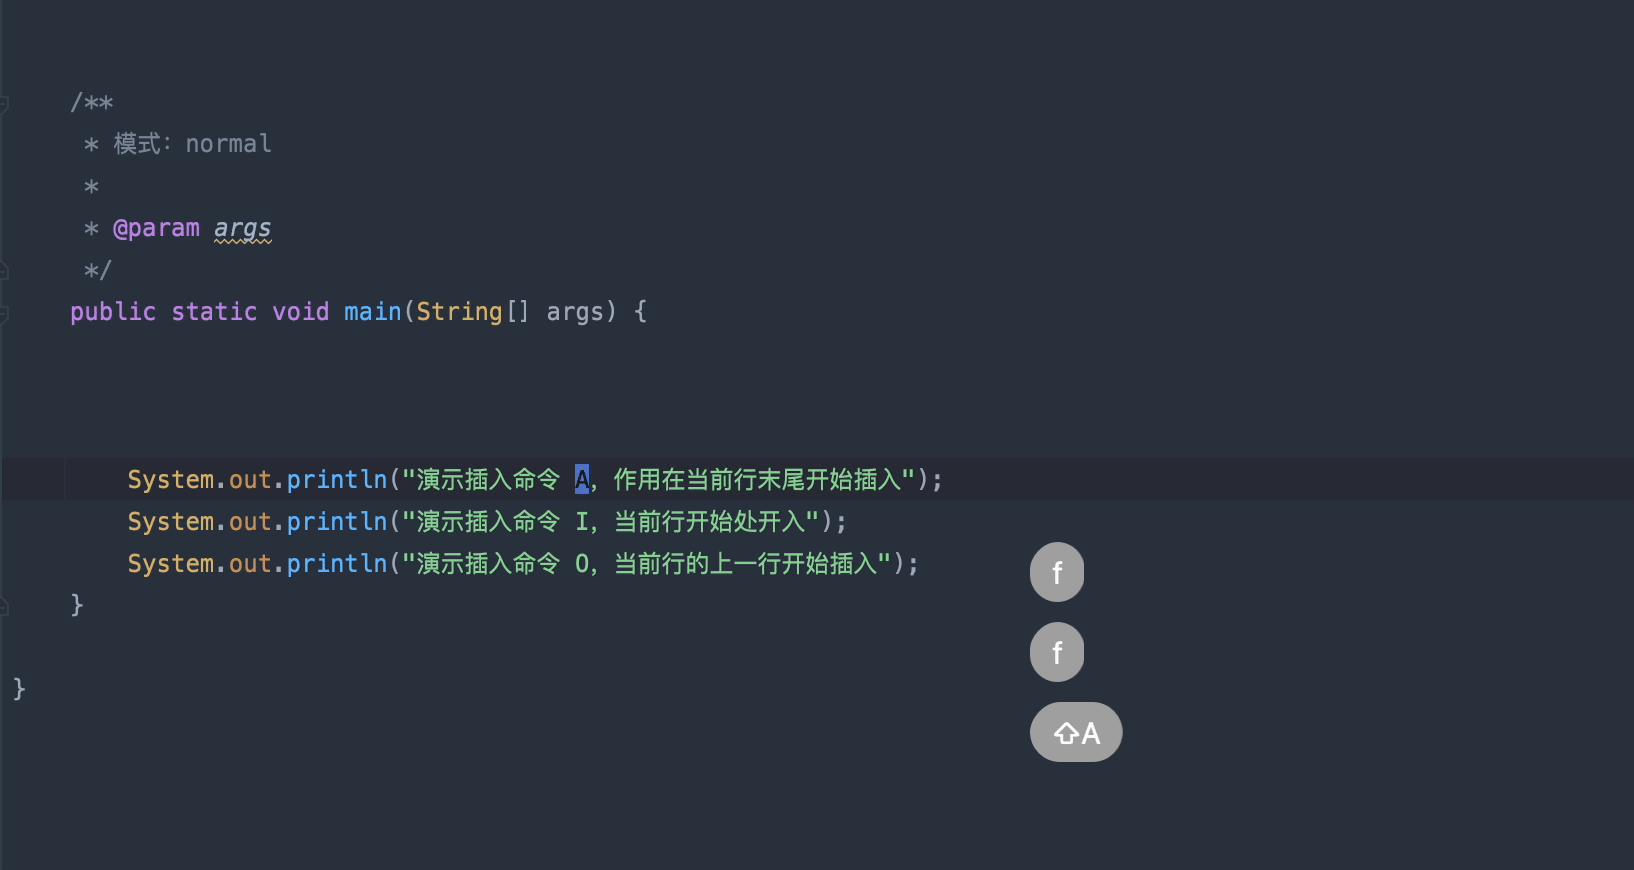 /**
 * 模式：normal
 *
 * @param args
 */
public static void main(String[] args) {
System.out.println("演示插入命令 A，作用在当前行末尾开始插入");
System.out.println("演示插入命令 I，当前行开始处开入");
System.out.println("演示插入命令 O，当前行的上一行开始插入");
}
}
f
f
⇧A